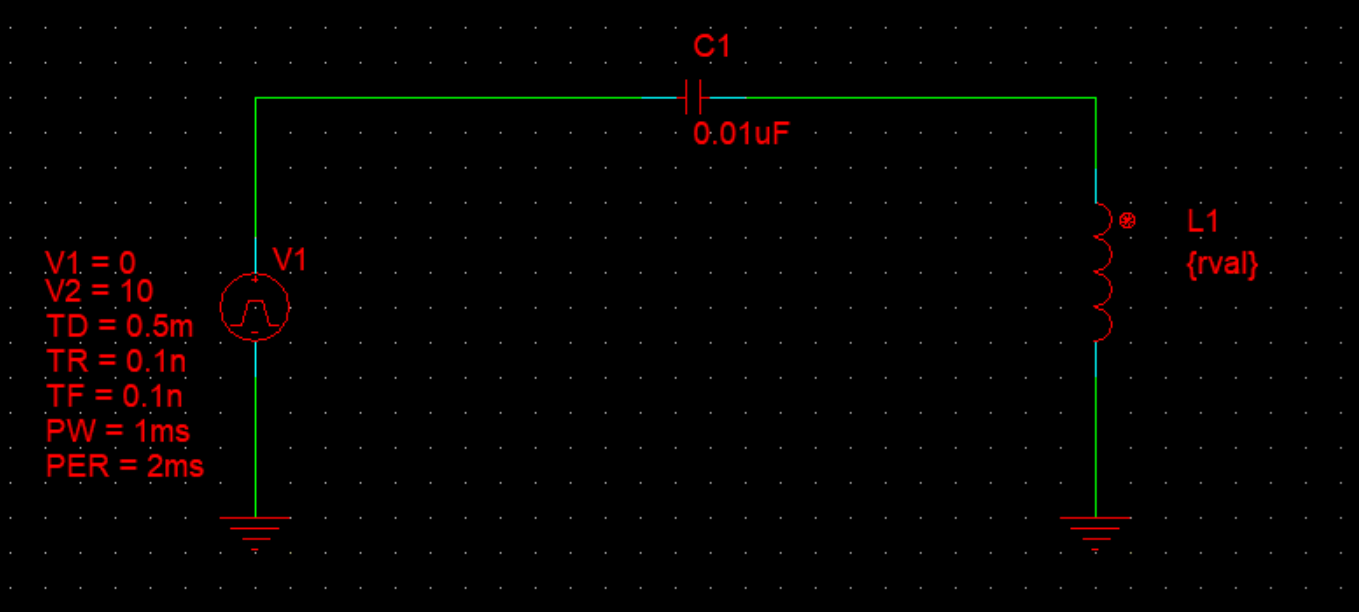 C1
0.01uF
V1
V1 = 0
V2 = 10
TD = 0.5m
TR = 0.1n
TF = 0.1n
PW = 1ms
PER = 2ms
L1
{rval}